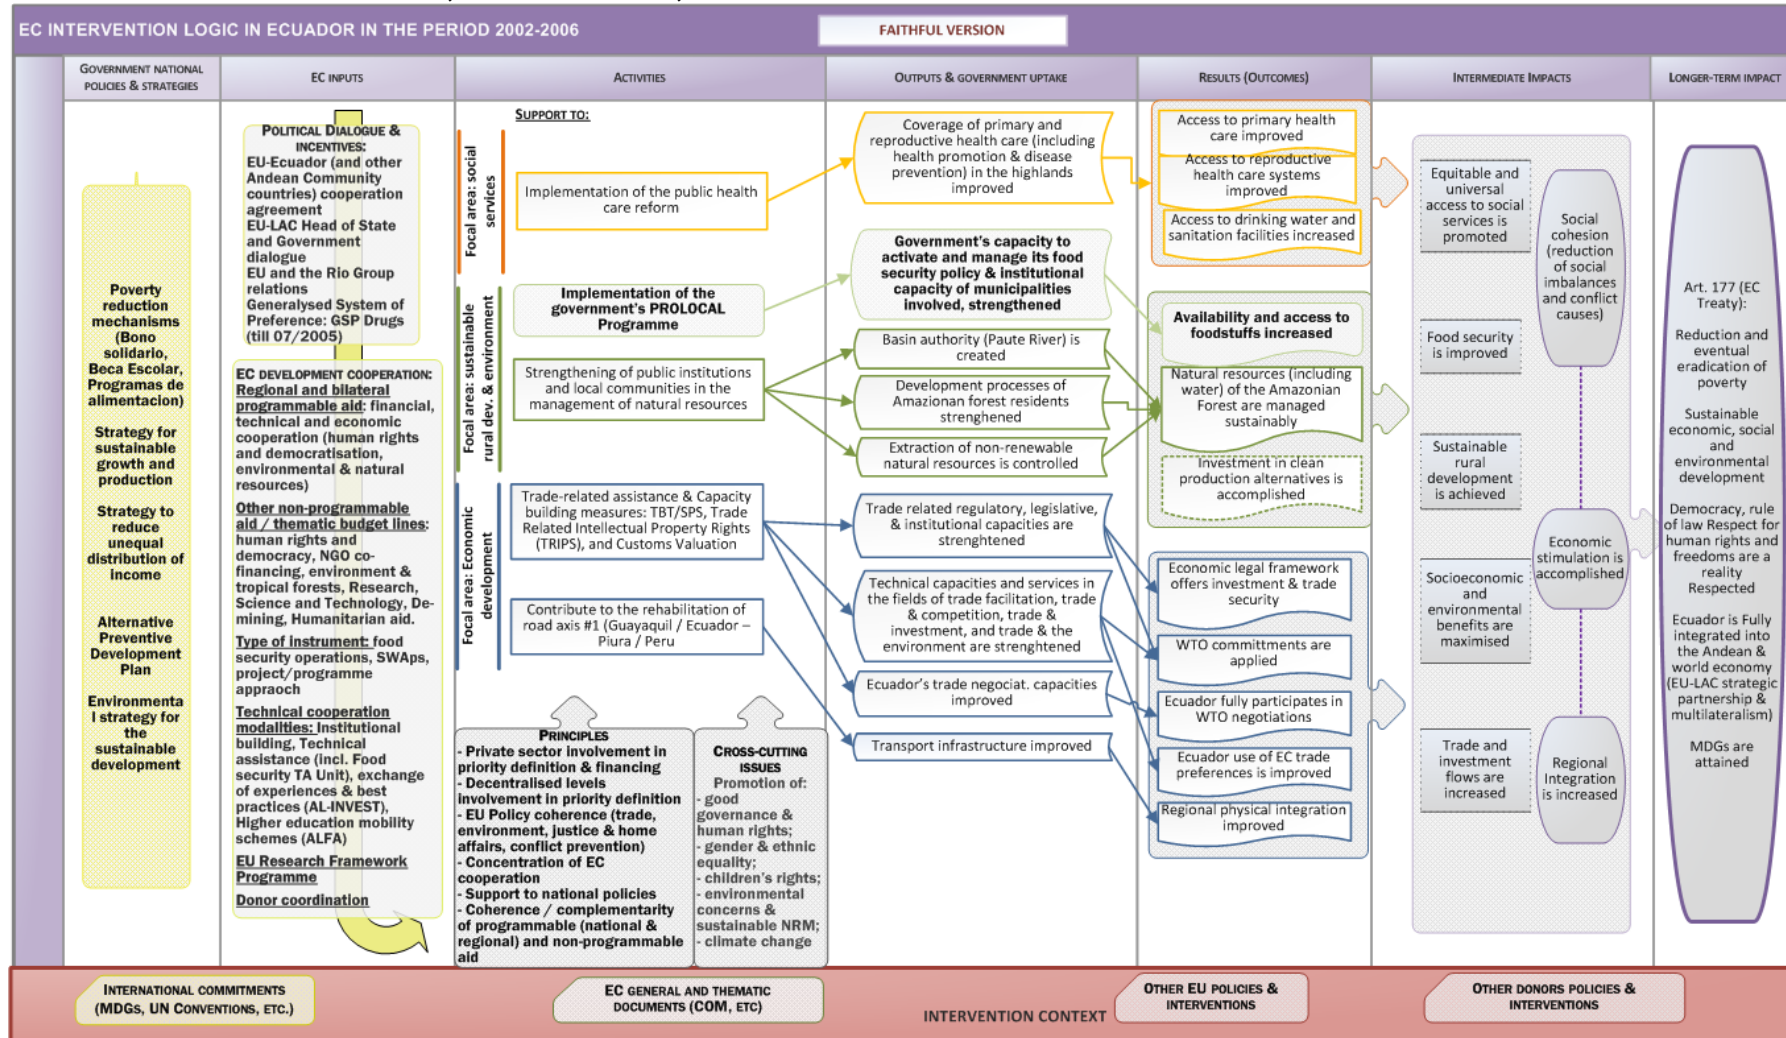 EC INTERVENTION LOGIC IN ECUADOR IN THE PERIOD 2002-2006
FAITHFUL VERSION
GOVERNMENT NATIONAL
POLICIES & STRATEGIES
EC INPUTS
ACTIVITIES
OUTPUTS & GOVERNMENT UPTAKE
RESULTS (OUTCOMES)
INTERMEDIATE IMPACTS
LONGER-TERM IMPACT
Poverty
reduction
mechanisms
(Bono
solidario,
Beca Escolar,
Programas de
alimentacion)
Strategy for
sustainable
growth and
production
Strategy to
reduce
unequal
distribution of
income
Alternative
Preventive
Development
Plan
Environmenta
l strategy for
the
sustainable
development
POLITICAL DIALOGUE &
INCENTIVES:
EU-Ecuador (and other
Andean Community
countries) cooperation
agreement
EU-LAC Head of State
and Government
dialogue
EU and the Rio Group
relations
Generalysed System of
Preference: GSP Drugs
(till 07/2005)
EC DEVELOPMENT COOPERATION:
Regional and bilateral
programmable aid: financial,
technical and economic
cooperation (human rights
and democratisation,
environmental & natural
resources)
Other non-programmable
aid / thematic budget lines:
human rights and
democracy, NGO co-
financing, environment &
tropical forests, Research,
Science and Technology, De-
mining, Humanitarian aid.
Type of instrument: food
security operations, SWAps,
project/programme
appraoch
Technical cooperation
modalities: Institutional
building, Technical
assistance (incl. Food
security TA Unit), exchange
of experiences & best
practices (AL-INVEST),
Higher education mobility
schemes (ALFA)
EU Research Framework
Programme
Donor coordination
SUPPORT TO:
Focal area: social
services
Implementation of the public health
care reform
Focal area: sustainable
rural dev. & environment
Implementation of the
government's PROLOCAL
Programme
Strengthening of public institutions
and local communities in the
management of natural resources
Focal area: Economic
development
Trade-related assistance & Capacity
building measures: TBT/SPS, Trade
Related Intellectual Property Rights
(TRIPS), and Customs Valuation
Contribute to the rehabilitation of
road axis #1 (Guayaquil / Ecuador –
Piura / Peru
PRINCIPLES
- Private sector involvement in
priority definition & financing
- Decentralised levels
involvement in priority definition
- EU Policy coherence (trade,
environment, justice & home
affairs, conflict prevention)
- Concentration of EC
cooperation
- Support to national policies
- Coherence / complementarity
of programmable (national &
regional) and non-programmable
aid
CROSS-CUTTING
ISSUES
Promotion of:
- good
governance &
human rights;
- gender & ethnic
equality;
- children's rights;
- environmental
concerns &
sustainable NRM;
- climate change
Coverage of primary and
reproductive health care (including
health promotion & disease
prevention) in the highlands
improved
Government's capacity to
activate and manage its food
security policy & institutional
capacity of municipalities
involved, strengthened
Basin authority (Paute River) is
created
Development processes of
Amazionan forest residents
strenghened
Extraction of non-renewable
natural resources is controlled
Trade related regulatory, legislative,
& institutional capacities are
strenghtened
Technical capacities and services in
the fields of trade facilitation, trade
& competition, trade &
investment, and trade & the
environment are strenghtened
Ecuador's trade negociat. capacities
improved
Transport infrastructure improved
Access to primary health
care improved
Access to reproductive
health care systems
improved
Access to drinking water and
sanitation facilities increased
Availability and access to
foodstuffs increased
Natural resources (including
water) of the Amazonian
Forest are managed
sustainably
Investment in clean
production alternatives is
accomplished
Economic legal framework
offers investment & trade
security
WTO committments are
applied
Ecuador fully participates in
WTO negotiations
Ecuador use of EC trade
preferences is improved
Regional physical integration
improved
Equitable and
universal
access to social
services is
promoted
Food security
is improved
Sustainable
rural
development
is achieved
Socioeconomic
and
environmental
benefits are
maximised
Trade and
investment
flows are
increased
Social
cohesion
(reduction
of social
imbalances
and conflict
causes)
Economic
stimulation is
accomplished
Regional
Integration
is increased
Art. 177 (EC
Treaty):
Reduction and
eventual
eradication of
poverty
Sustainable
economic, social
and
environmental
development
Democracy, rule
of law Respect for
human rights and
freedoms are a
reality
Respected
Ecuador is Fully
integrated into
the Andean &
world economy
(EU-LAC strategic
partnership &
multilateralism)
MDGs are
attained
INTERNATIONAL COMMITMENTS
(MDGS, UN CONVENTIONS, ETC.)
EC GENERAL AND THEMATIC
DOCUMENTS (COM, ETC)
INTERVENTION CONTEXT
OTHER EU POLICIES &
INTERVENTIONS
OTHER DONORS POLICIES &
INTERVENTIONS